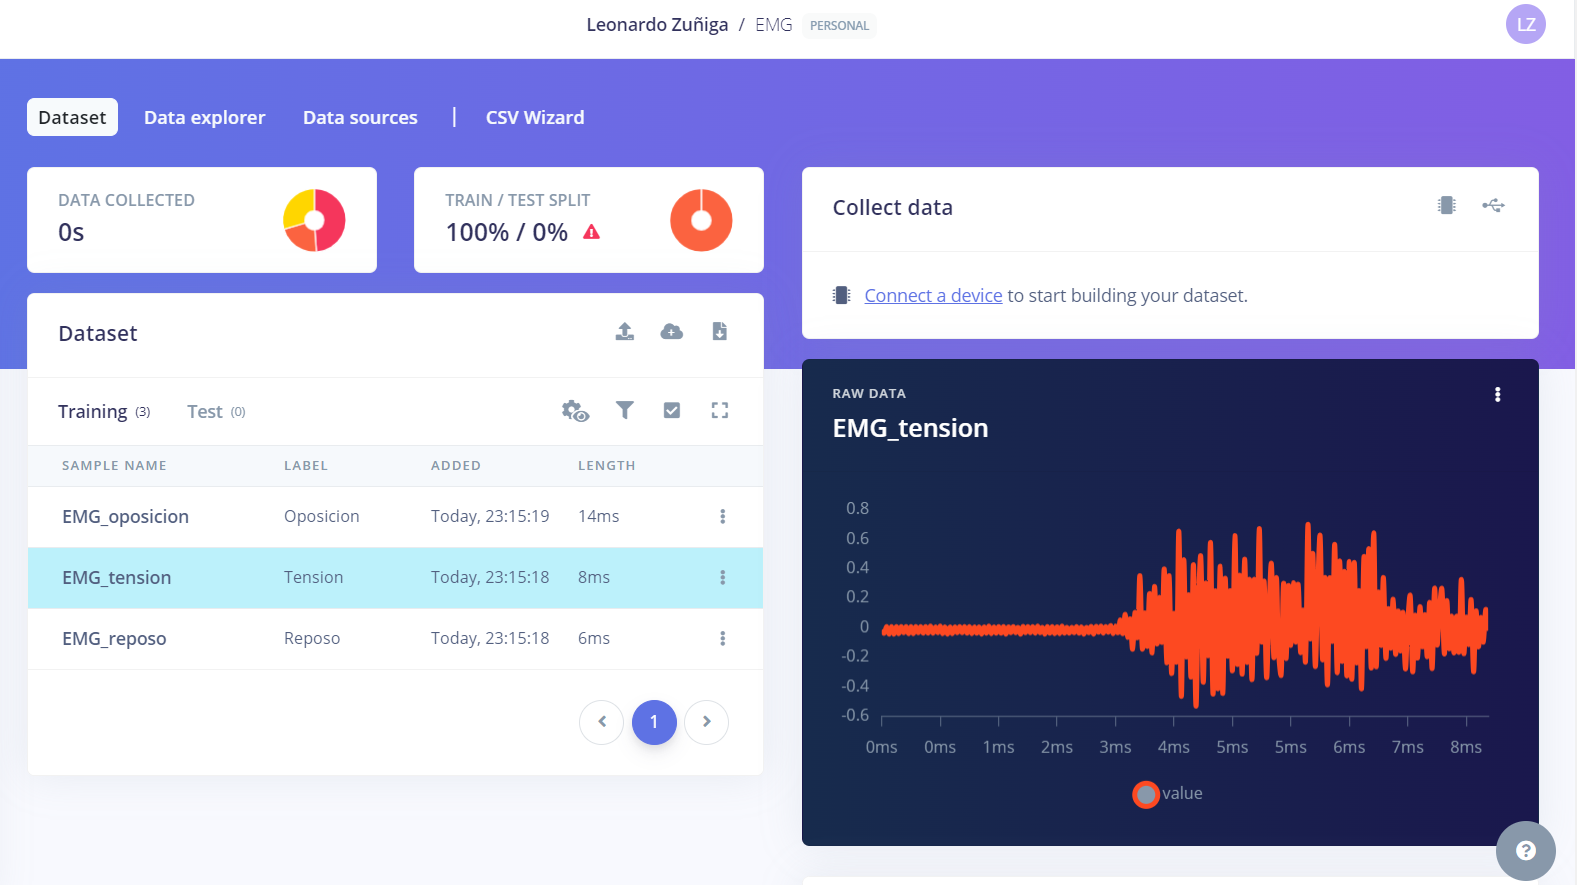 Leonardo Zuñiga / EMG PERSONAL
LZ
Dataset Data explorer Data sources | CSV Wizard
DATA COLLECTED
0s
TRAIN / TEST SPLIT
100% / 0%
Dataset
Training (3) Test (0)
SAMPLE NAME LABEL ADDED LENGTH
EMG_oposicion Oposicion Today, 23:15:19 14ms
EMG_tension Tension Today, 23:15:18 8ms
EMG_reposo Reposo Today, 23:15:18 6ms
1
Collect data
Connect a device to start building your dataset.
RAW DATA
EMG_tension
0.8
0.6
0.4
0.2
0
-0.2
-0.4
-0.6
0ms 0ms 1ms 2ms 3ms 4ms 5ms 5ms 6ms 7ms 8ms
value
?